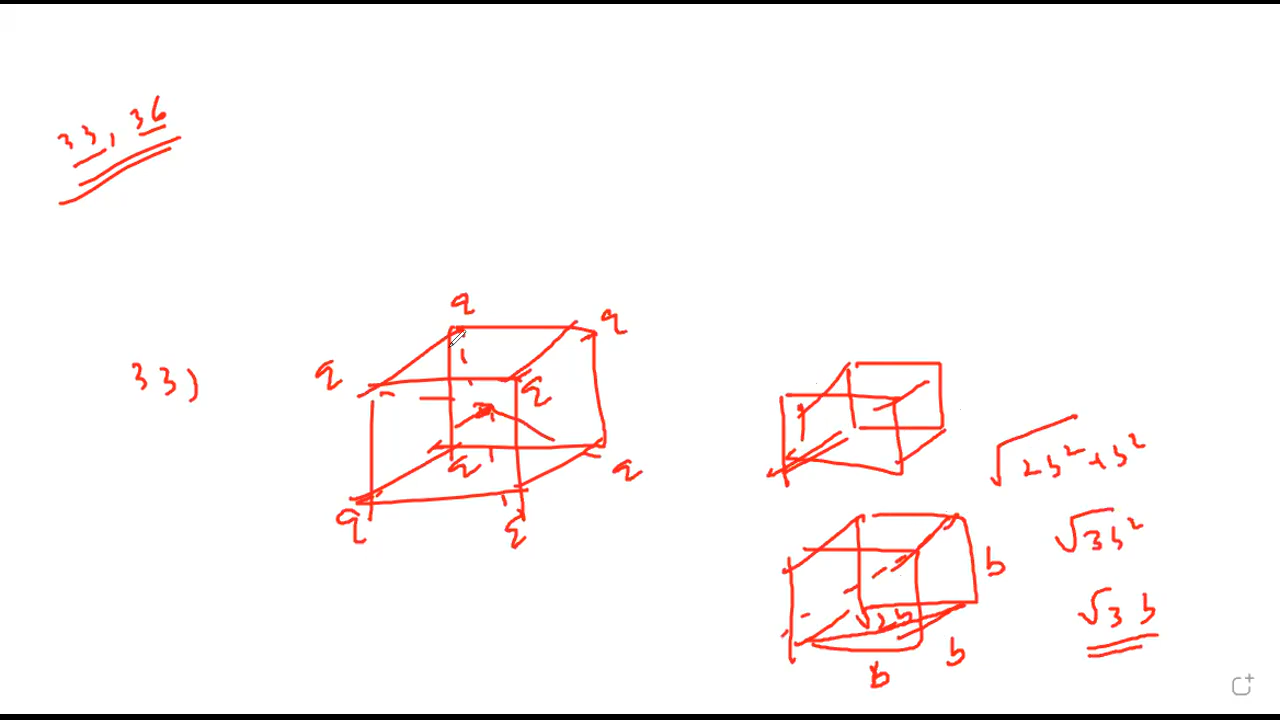 33, 36
33)
q
q
q
q
q
q
q
q
√2b² + b²
√3b²
√3 b
b
√2 b
b
b